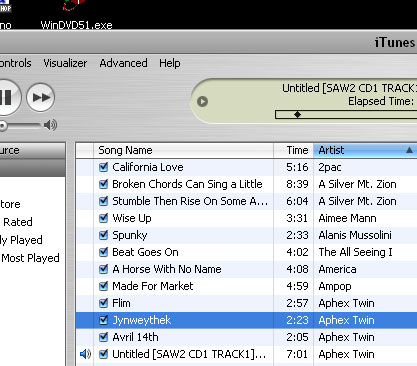 no WinDVD51.exe
iTunes
ontrols Visualizer Advanced Help
Untitled [SAW2 CD1 TRACK1]
Elapsed Time:
urce Song Name Time Artist
California Love 5:16 2pac
Broken Chords Can Sing a Little 8:39 A Silver Mt. Zion
tore Stumble Then Rise On Some A... 6:04 A Silver Mt. Zion
Rated Wise Up 3:31 Aimee Mann
y Played Spunky 2:33 Alanis Mussolini
Most Played Beat Goes On 4:02 The All Seeing I
A Horse With No Name 4:08 America
Made For Market 4:59 Ampop
Flim 2:57 Aphex Twin
Jynweythek 2:23 Aphex Twin
Avril 14th 2:05 Aphex Twin
Untitled [SAW2 CD1 TRACK1]... 7:01 Aphex Twin